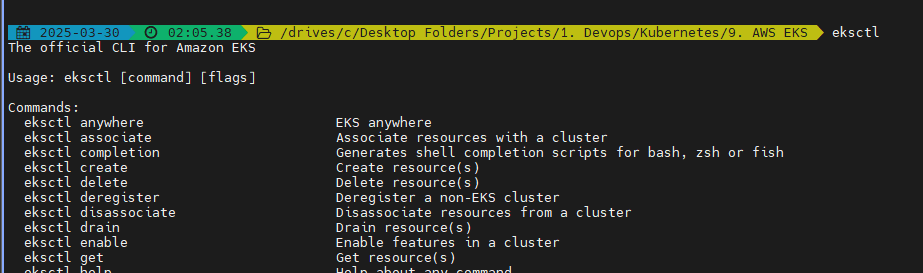 2025-03-30 02:05.38 /drives/c/Desktop Folders/Projects/1. Devops/Kubernetes/9. AWS EKS eksctl
The official CLI for Amazon EKS
Usage: eksctl [command] [flags]
Commands:
eksctl anywhere EKS anywhere
eksctl associate Associate resources with a cluster
eksctl completion Generates shell completion scripts for bash, zsh or fish
eksctl create Create resource(s)
eksctl delete Delete resource(s)
eksctl deregister Deregister a non-EKS cluster
eksctl disassociate Disassociate resources from a cluster
eksctl drain Drain resource(s)
eksctl enable Enable features in a cluster
eksctl get Get resource(s)
eksctl help Help about any command